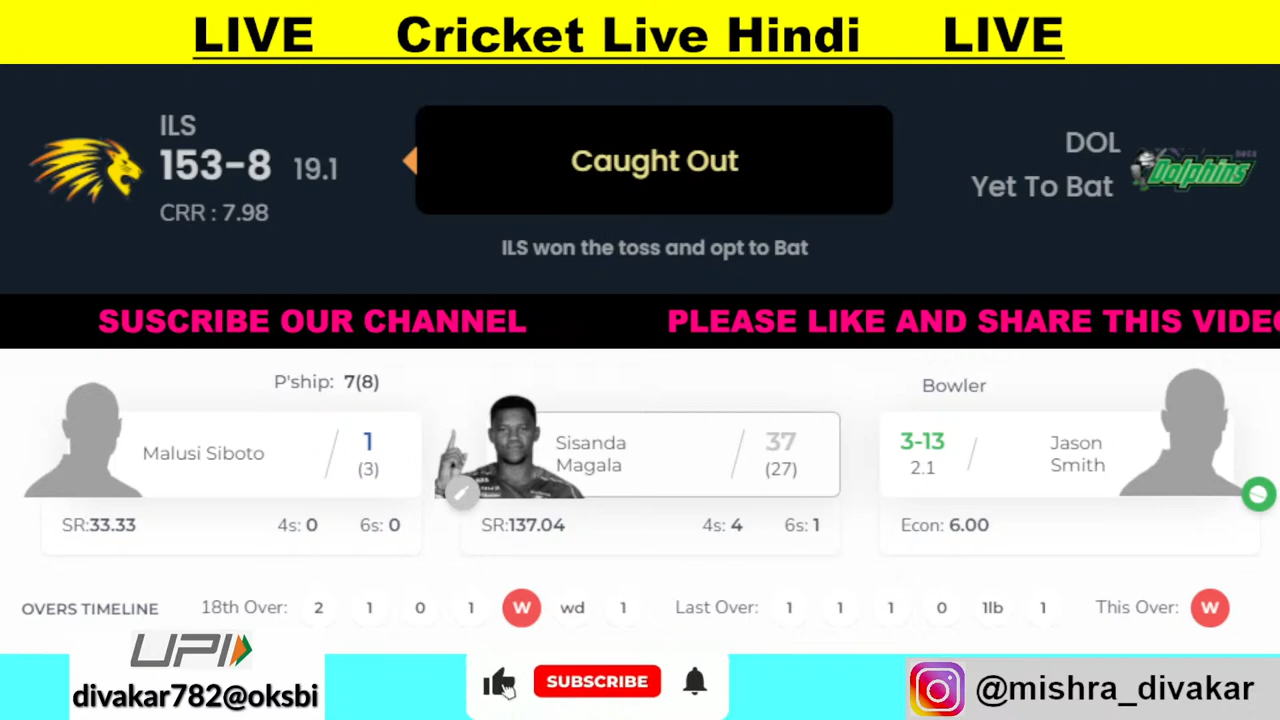 LIVE Cricket Live Hindi LIVE
ILS
153-8 19.1
CRR : 7.98
Caught Out
ILS won the toss and opt to Bat
DOL
Yet To Bat
Dolphins
SUSCRIBE OUR CHANNEL PLEASE LIKE AND SHARE THIS VIDEO
P'ship: 7(8)
Malusi Siboto 1
(3)
SR:33.33 4s: 0 6s: 0
Sisanda
Magala
37
(27)
SR:137.04 4s: 4 6s: 1
Bowler
3-13
2.1
Jason
Smith
Econ: 6.00
OVERS TIMELINE 18th Over: 2 1 0 1 W wd 1 Last Over: 1 1 1 0 1lb 1 This Over: W
UPI
divakar782@oksbi
SUBSCRIBE
@mishra_divakar